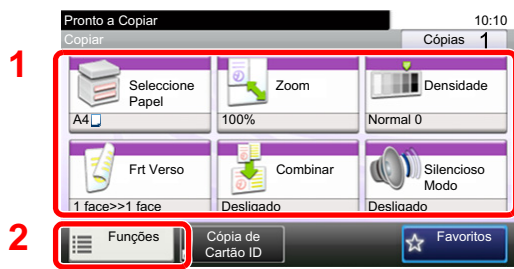 Pronto a Copiar 10:10
Copiar Cópias 1
1
Seleccione Papel Zoom Densidade
A4 100% Normal 0
Frt Verso Combinar Silencioso Modo
1 face>>1 face Desligado Desligado
2
Funções Cópia de Cartão ID Favoritos